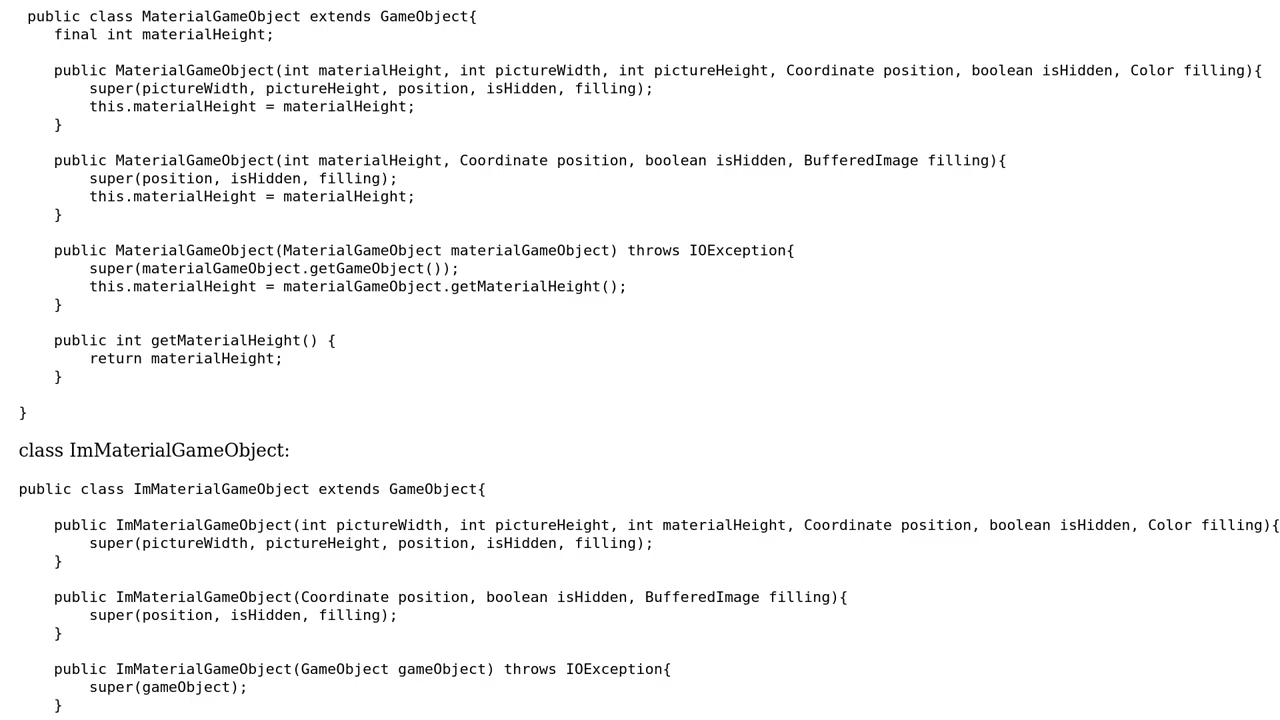 public class MaterialGameObject extends GameObject{
    final int materialHeight;

    public MaterialGameObject(int materialHeight, int pictureWidth, int pictureHeight, Coordinate position, boolean isHidden, Color filling){
        super(pictureWidth, pictureHeight, position, isHidden, filling);
        this.materialHeight = materialHeight;
    }

    public MaterialGameObject(int materialHeight, Coordinate position, boolean isHidden, BufferedImage filling){
        super(position, isHidden, filling);
        this.materialHeight = materialHeight;
    }

    public MaterialGameObject(MaterialGameObject materialGameObject) throws IOException{
        super(materialGameObject.getGameObject());
        this.materialHeight = materialGameObject.getMaterialHeight();
    }

    public int getMaterialHeight() {
        return materialHeight;
    }

}
class ImMaterialGameObject:
public class ImMaterialGameObject extends GameObject{

    public ImMaterialGameObject(int pictureWidth, int pictureHeight, int materialHeight, Coordinate position, boolean isHidden, Color filling){
        super(pictureWidth, pictureHeight, position, isHidden, filling);
    }

    public ImMaterialGameObject(Coordinate position, boolean isHidden, BufferedImage filling){
        super(position, isHidden, filling);
    }

    public ImMaterialGameObject(GameObject gameObject) throws IOException{
        super(gameObject);
    }